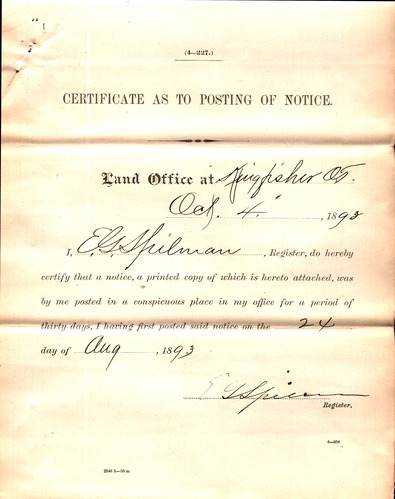 (4—227.)
CERTIFICATE AS TO POSTING OF NOTICE.
Land Office at Kingfisher OT.
Oct. 4, 1893
I, E. G. Spilman, Register, do hereby
certify that a notice, a printed copy of which is hereto attached, was
by me posted in a conspicuous place in my office for a period of
thirty days, I having first posted said notice on the 24
day of Aug, 1893
E G Spilman
Register.